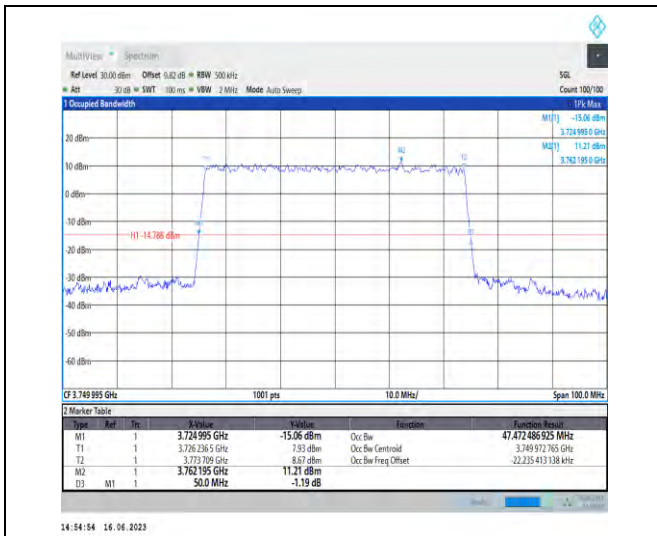 MultiView Spectrum
Ref Level 30.00 dBm Offset 9.82 dB RBW 500 kHz SGL
Att 30 dB SWT 100 ms VBW 2 MHz Mode Auto Sweep Count 100/100
1 Occupied Bandwidth 1Pk Max
M1[1] -15.06 dBm
3.724 995 0 GHz
M2[1] 11.21 dBm
3.762 195 0 GHz
20 dBm
M2
T2
10 dBm
0 dBm
-10 dBm
H1 -14.788 dBm
-20 dBm
-30 dBm
-40 dBm
-50 dBm
-60 dBm
CF 3.749 995 GHz 1001 pts 10.0 MHz/ Span 100.0 MHz
2 Marker Table
Type Ref Trc X-Value Y-Value Function Function Result
M1 1 3.724 995 GHz -15.06 dBm Occ Bw 47.472 486 925 MHz
T1 1 3.726 236 5 GHz 7.93 dBm Occ Bw Centroid 3.749 972 765 GHz
T2 1 3.773 709 GHz 8.67 dBm Occ Bw Freq Offset -22.235 413 138 kHz
M2 1 3.762 195 GHz 11.21 dBm
D3 M1 1 50.0 MHz -1.19 dB
14:54:54 16.06.2023